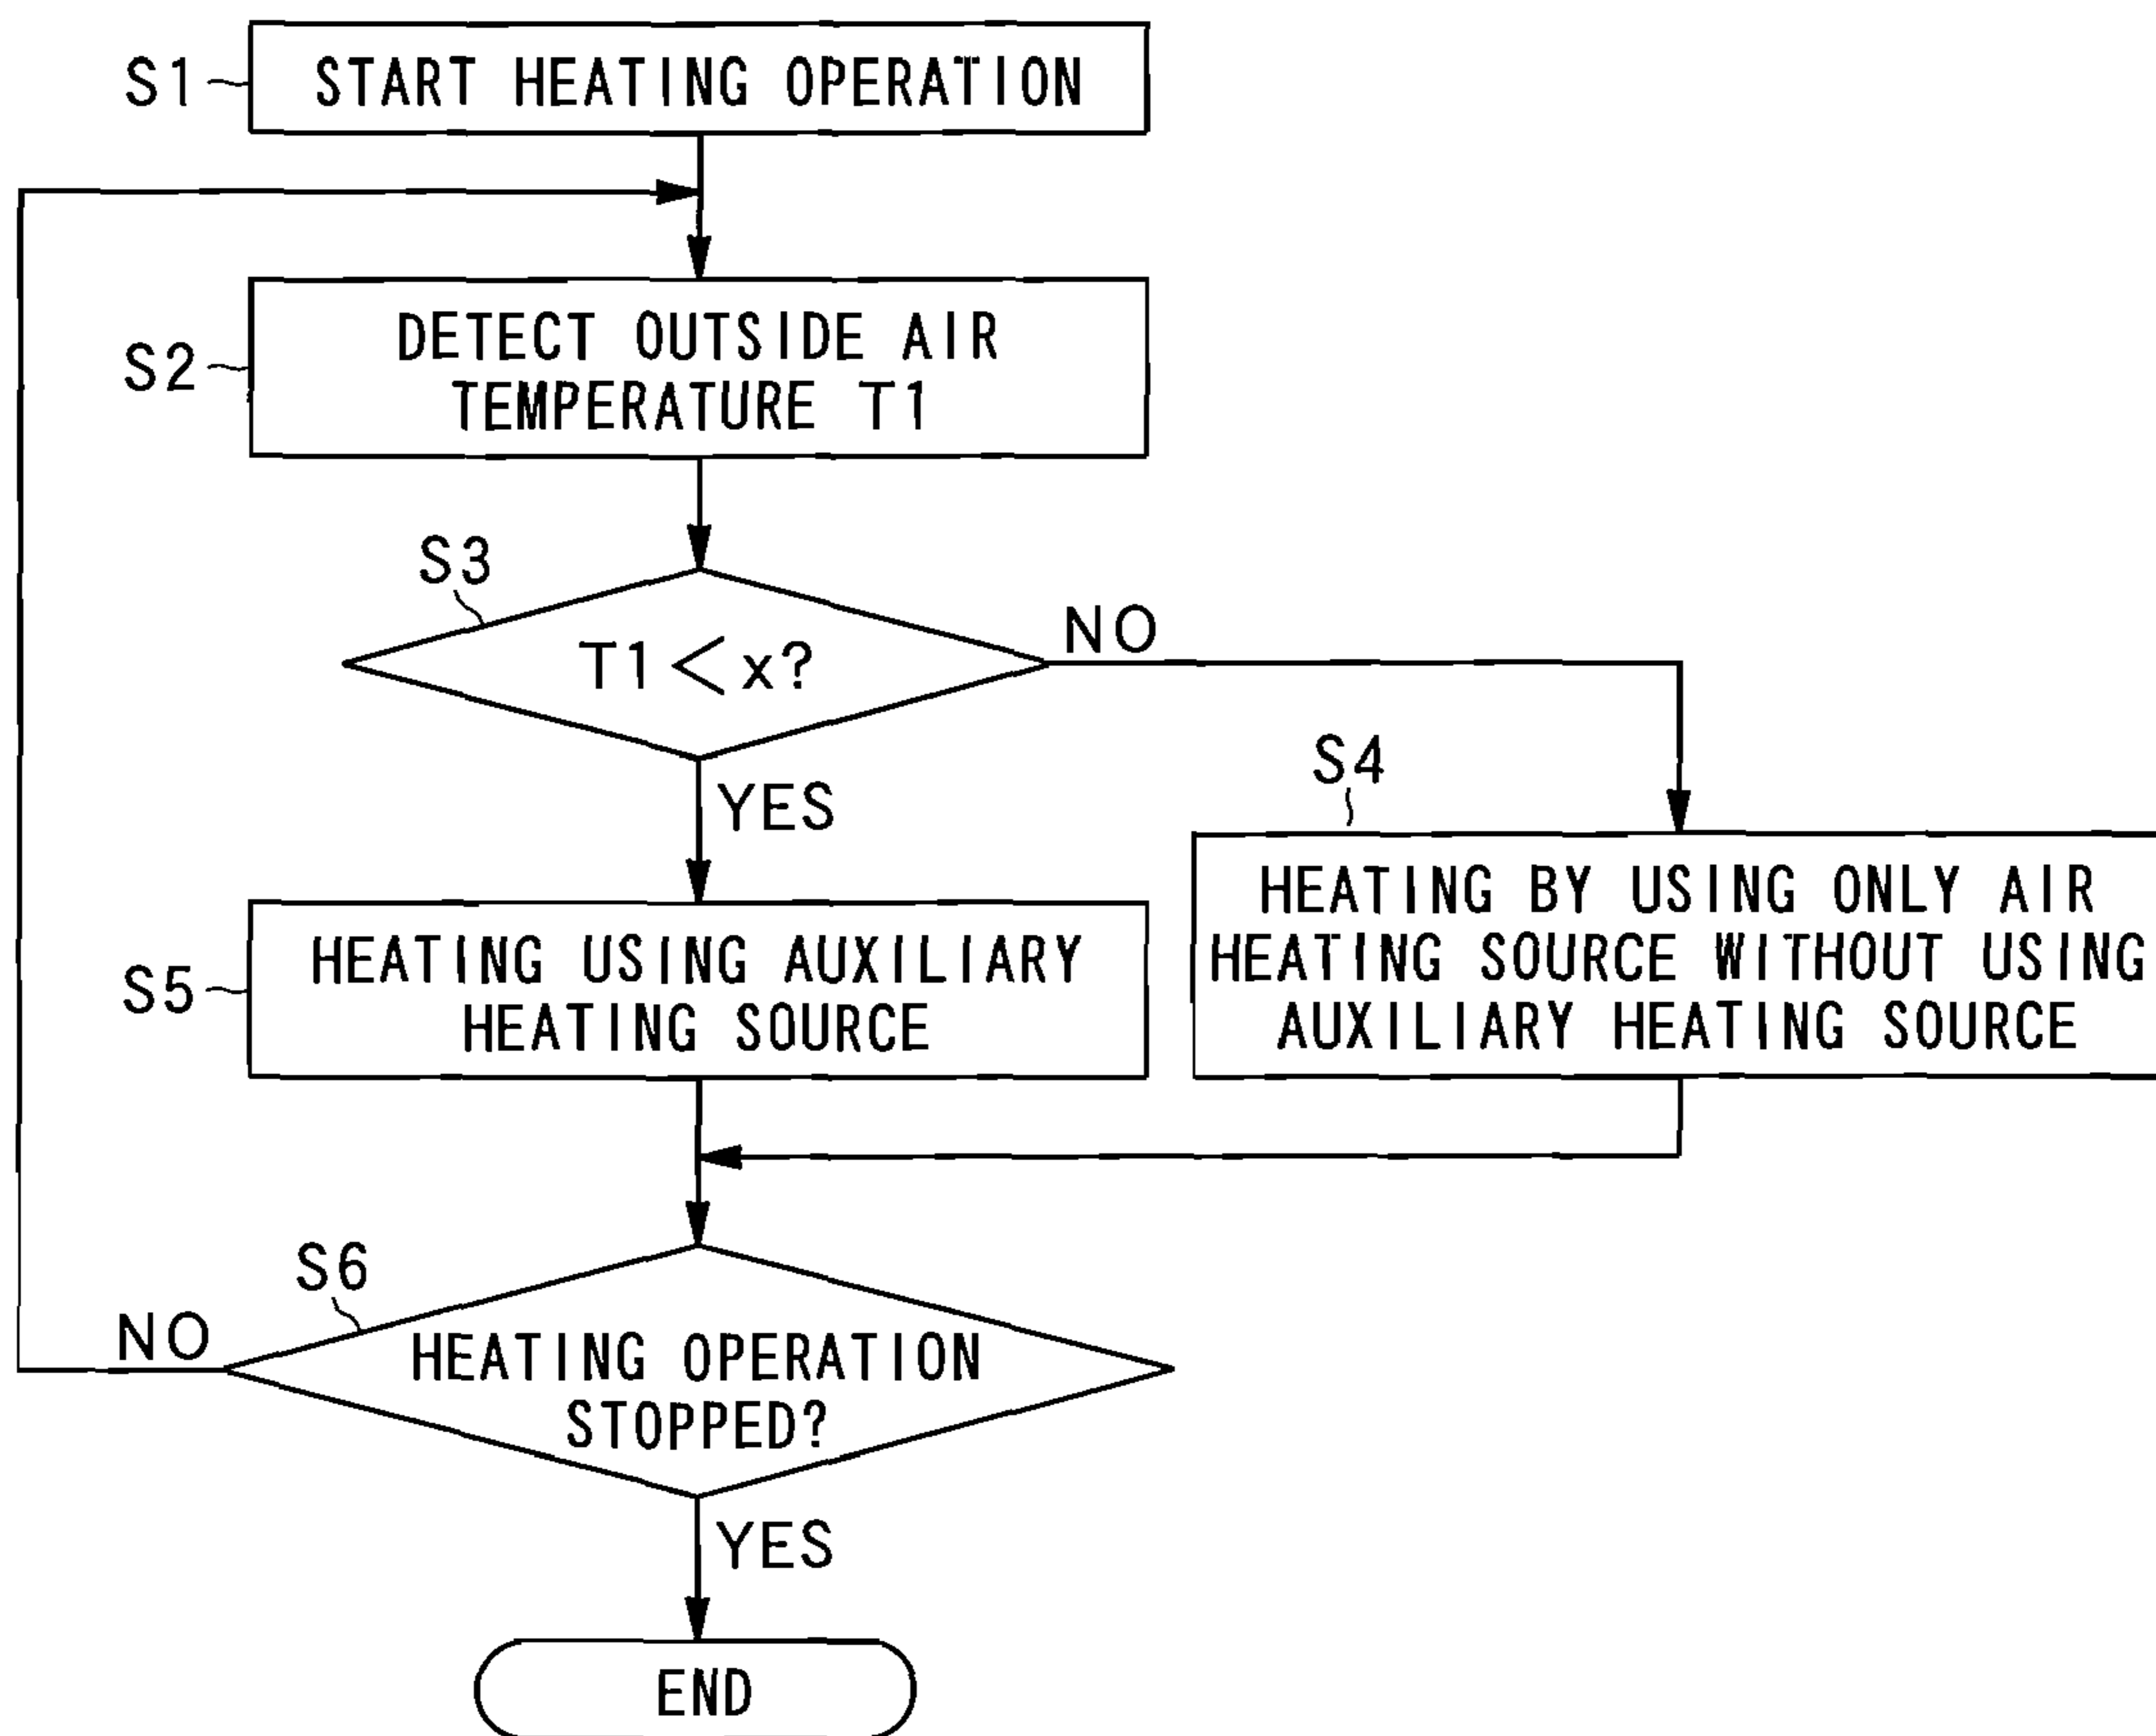 S1
START HEATING OPERATION
S2
DETECT OUTSIDE AIR
TEMPERATURE T1
S3
T1<x?
NO
YES
S4
HEATING BY USING ONLY AIR
HEATING SOURCE WITHOUT USING
AUXILIARY HEATING SOURCE
S5
HEATING USING AUXILIARY
HEATING SOURCE
S6
NO
HEATING OPERATION
STOPPED?
YES
END